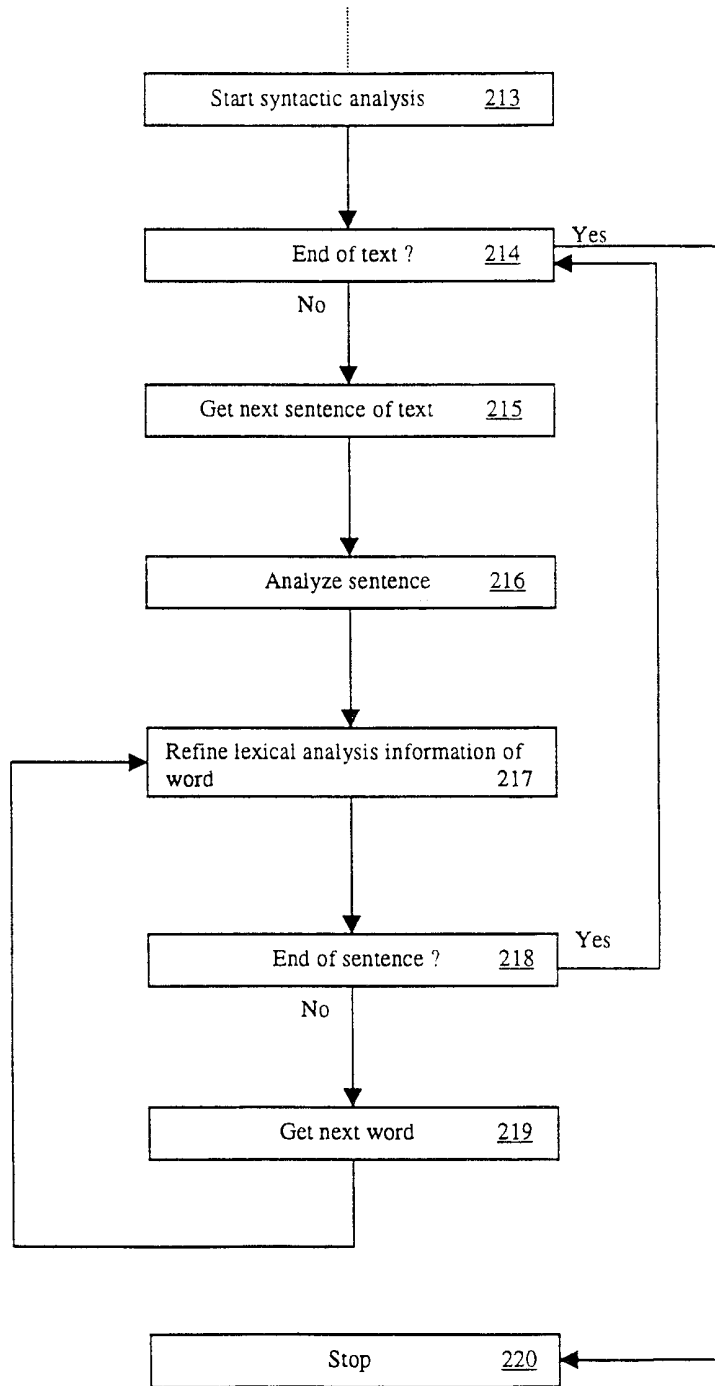 Start syntactic analysis 213
End of text ? 214
Yes
No
Get next sentence of text 215
Analyze sentence 216
Refine lexical analysis information of
word 217
End of sentence ? 218
Yes
No
Get next word 219
Stop 220